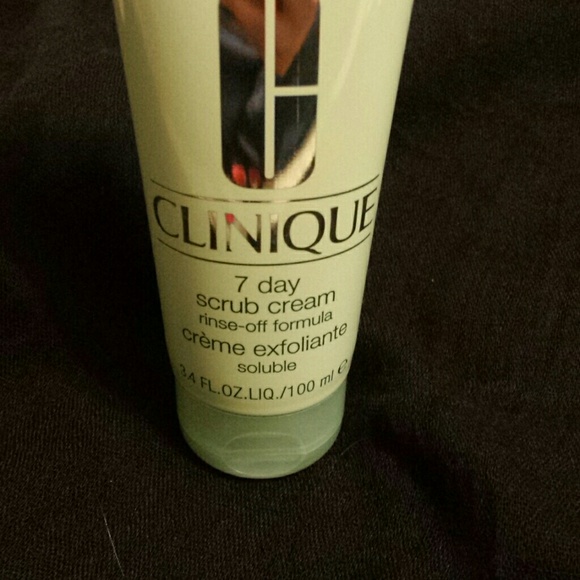 CLINIQUE
7 day
scrub cream
rinse-off formula
crème exfoliante
soluble
3.4 FL.OZ.LIQ./100 ml ℮